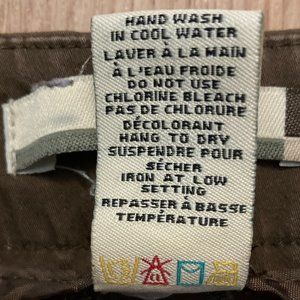 HAND WASH
IN COOL WATER
LAVER À LA MAIN
À L'EAU FROIDE
DO NOT USE
CHLORINE BLEACH
PAS DE CHLORURE
DÉCOLORANT
HANG TO DRY
SUSPENDRE POUR
SÉCHER
IRON AT LOW
SETTING
REPASSER À BASSE
TEMPÉRATURE